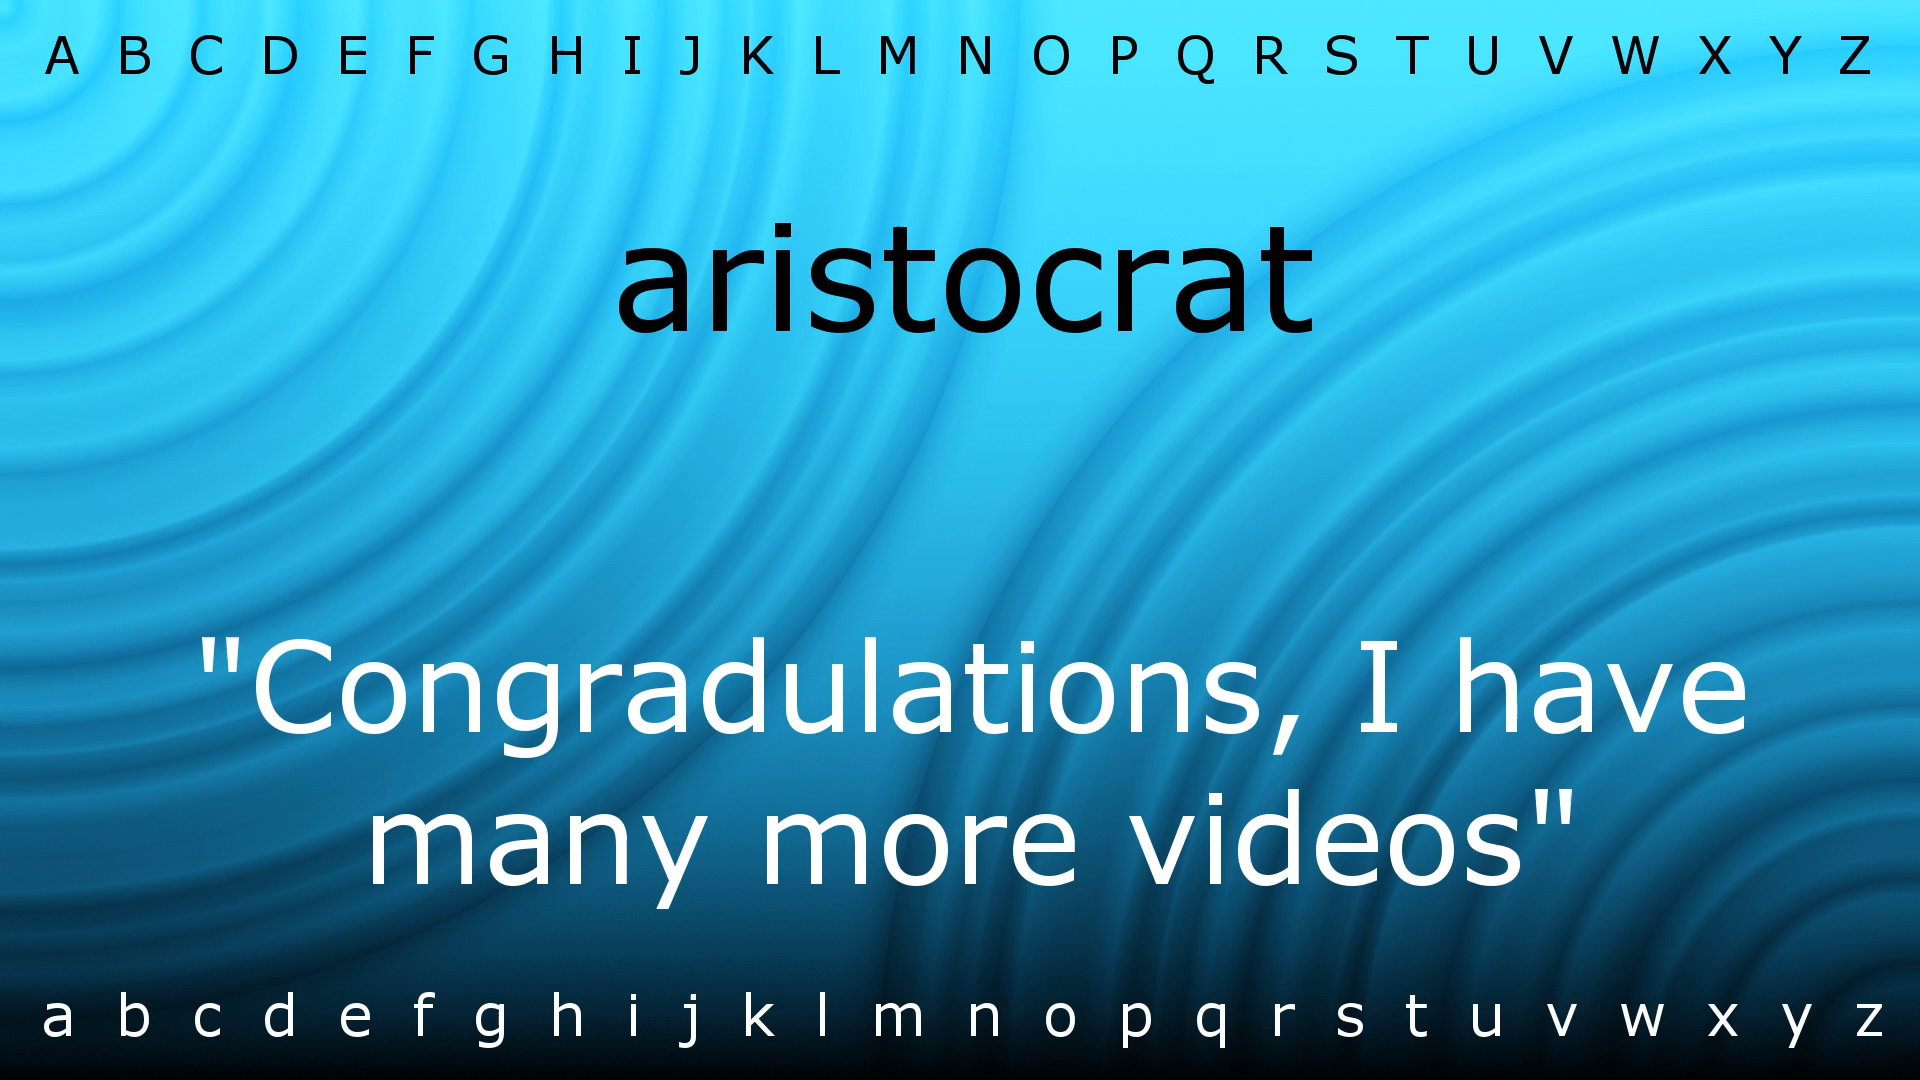 A B C D E F G H I J K L M N O P Q R S T U V W X Y Z
aristocrat
"Congradulations, I have
many more videos"
a b c d e f g h i j k l m n o p q r s t u v w x y z